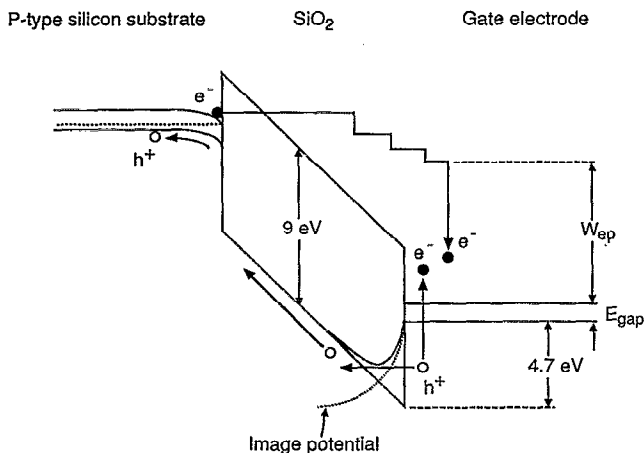 P-type silicon substrate
SiO2
Gate electrode
e-
h+
9 eV
e-
e-
Wep
Egap
4.7 eV
h+
Image potential